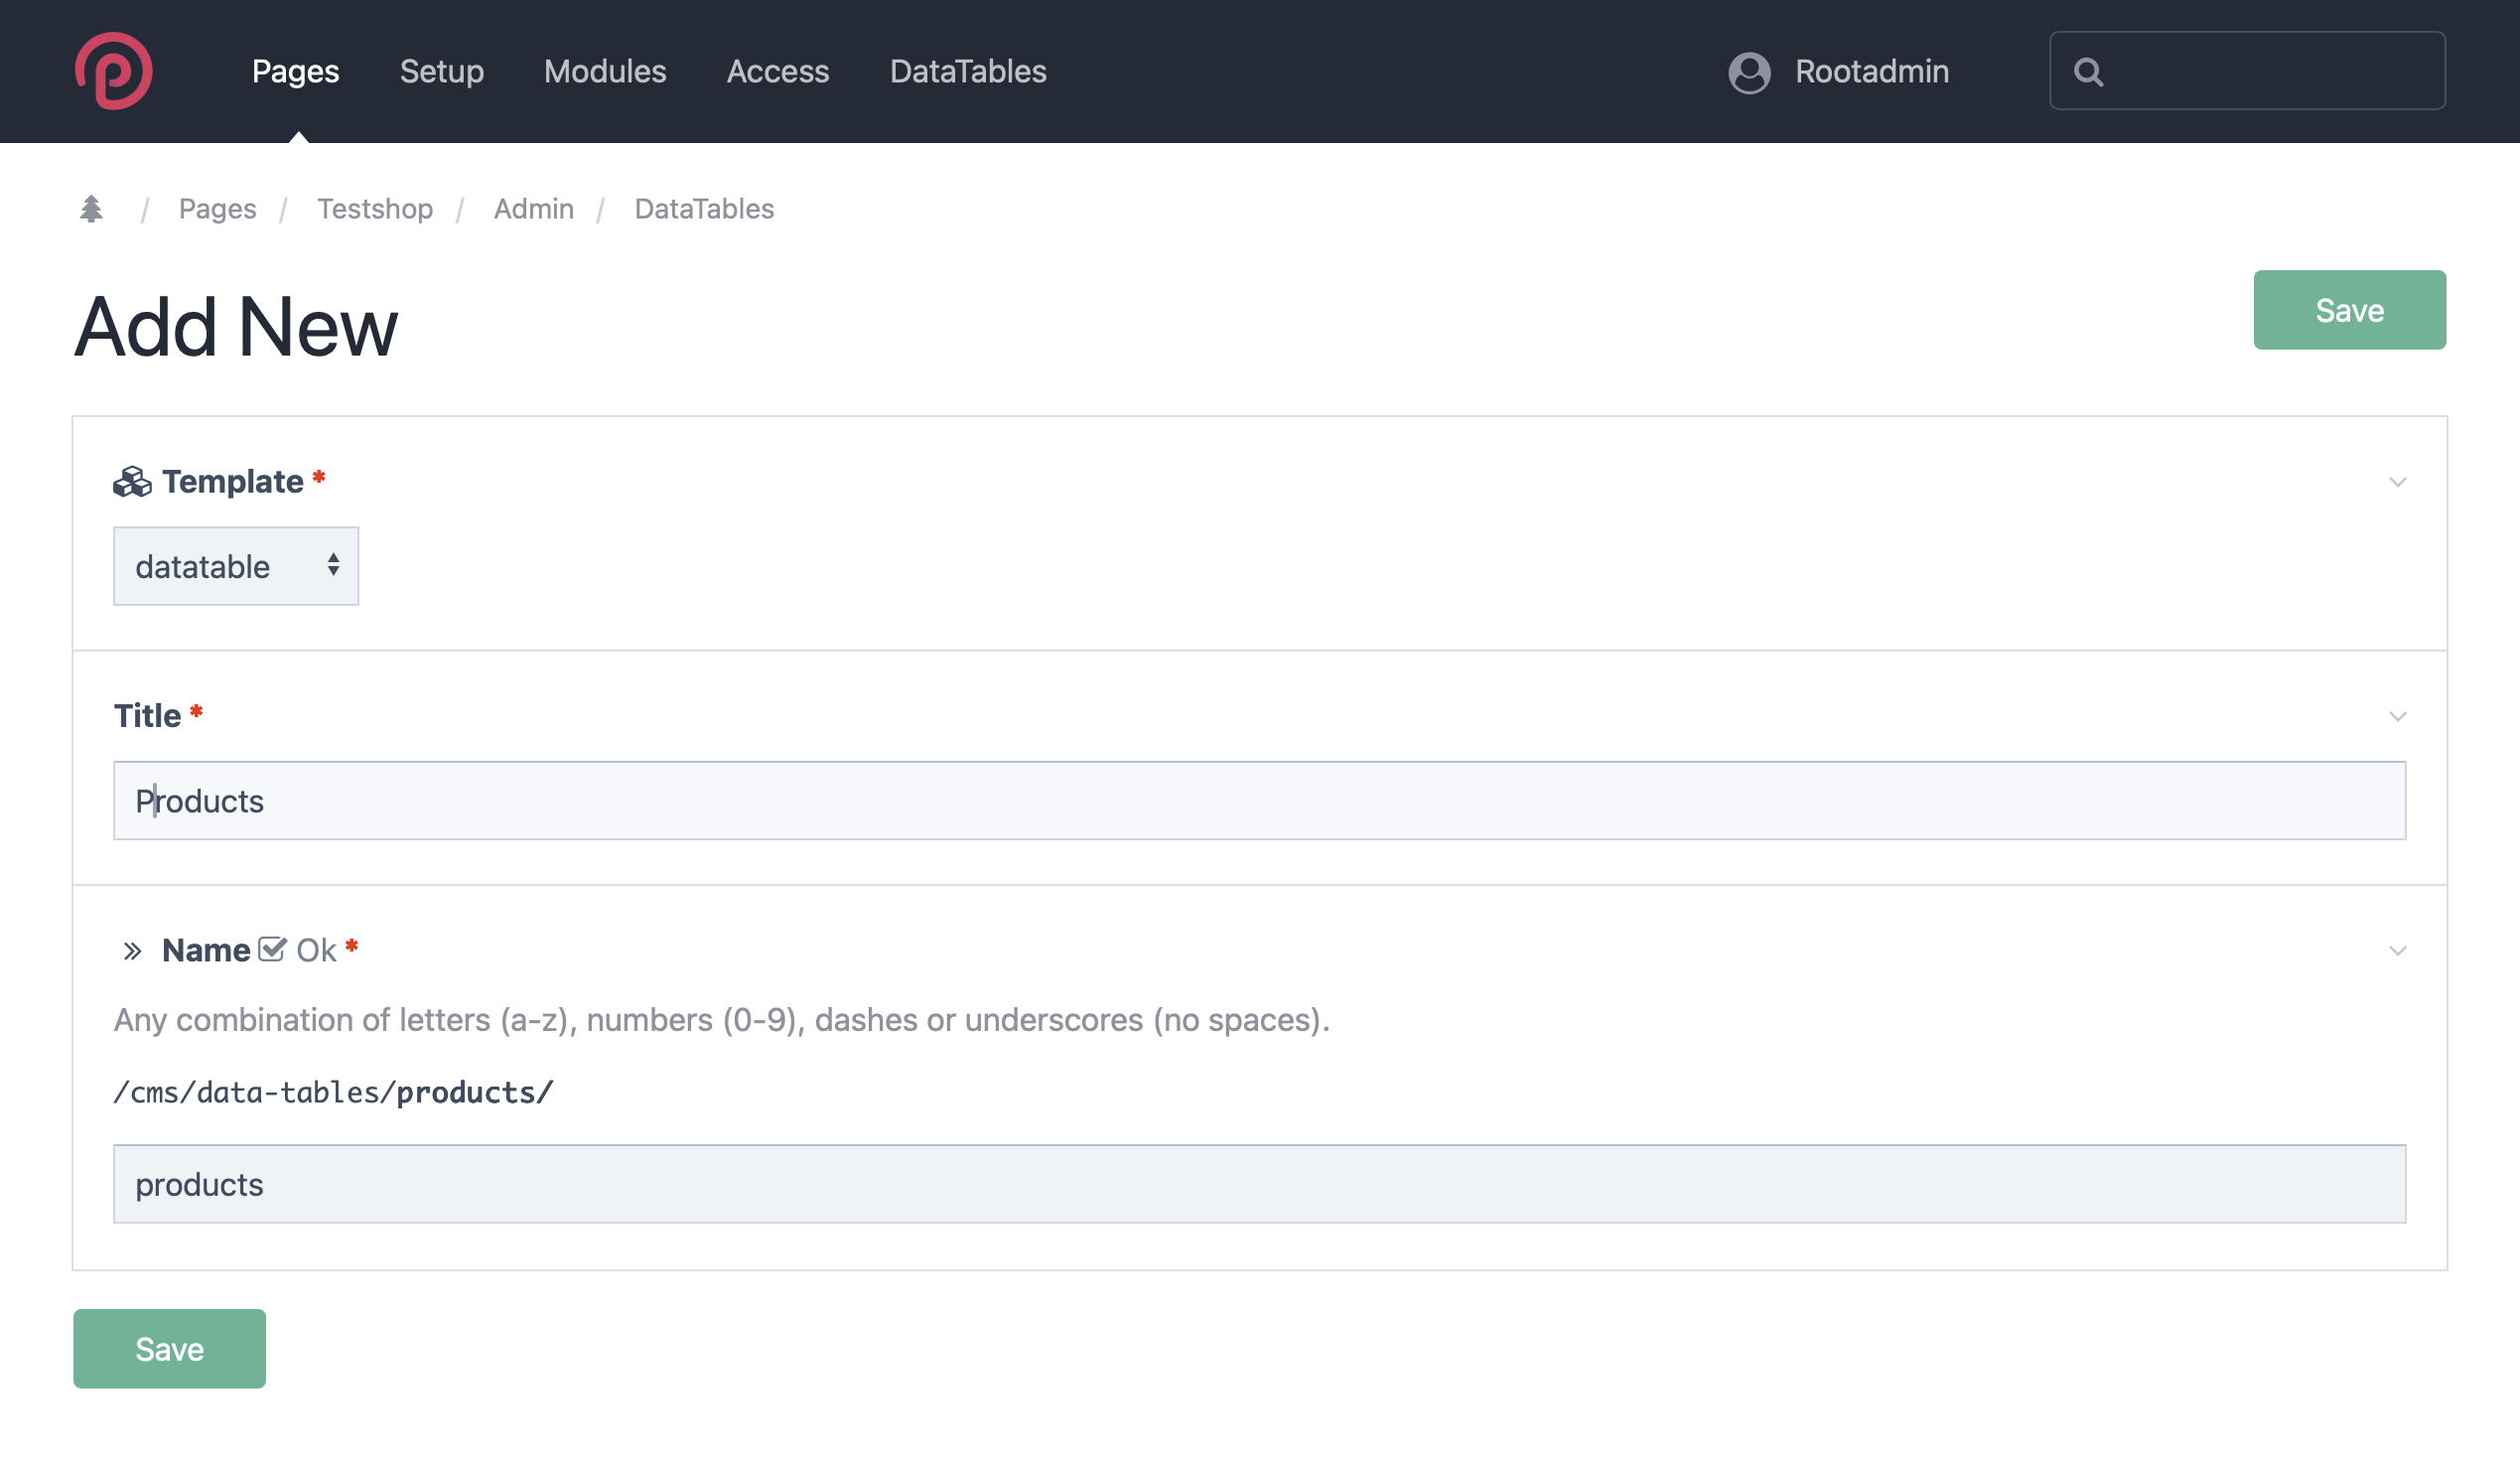 Pages Setup Modules Access DataTables Rootadmin
/ Pages / Testshop / Admin / DataTables
Add New
Save
Template *
datatable
Title *
Products
Name Ok *
Any combination of letters (a-z), numbers (0-9), dashes or underscores (no spaces).
/cms/data-tables/products/
products
Save